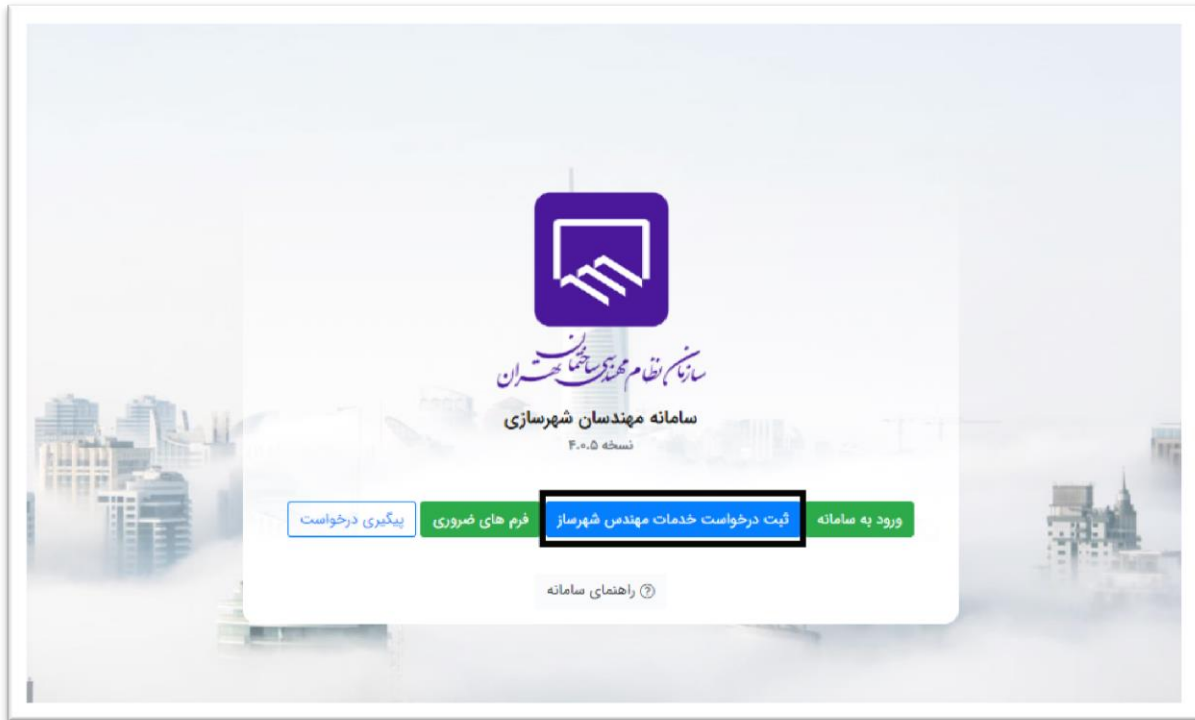 سازمان نظام مهندسی ساختمان تهران
سامانه مهندسان شهرسازی
نسخه ۴.۰.۵
ورود به سامانه
ثبت درخواست خدمات مهندس شهرساز
فرم های ضروری
پیگیری درخواست
راهنمای سامانه